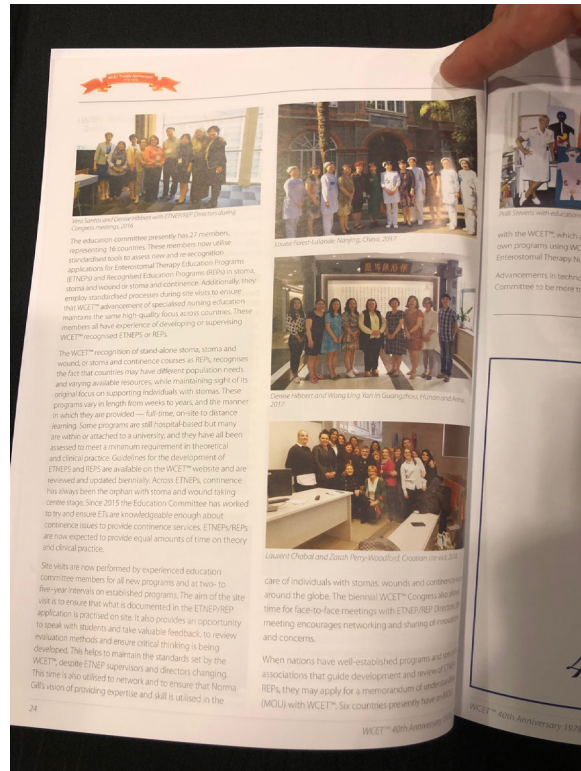 Vera Santos and Denise Hibbert with ETNEP/REP Directors during
Congress meetings, 2016
The education committee presently has 27 members,
representing 16 countries. These members now utilise
standardised tools to assess new and re-recognition
applications for Enterostomal Therapy Education Programs
(ETNEPs) and Recognised Education Programs (REPs) in stoma,
stoma and wound or stoma and continence. Additionally, they
employ standardised processes during site visits to ensure
that WCET™ advancement of specialised nursing education
maintains the same high-quality focus across countries. These
members all have experience of developing or supervising
WCET™ recognised ETNEPs or REPs.
The WCET™ recognition of stand-alone stoma, stoma and
wound, or stoma and continence courses as REPs, recognises
the fact that countries may have different population needs
and varying available resources, while maintaining sight of its
original focus on supporting individuals with stomas. These
programs vary in length from weeks to years, and the manner
in which they are provided — full-time, on-site to distance
learning. Some programs are still hospital-based but many
are within or attached to a university, and they have all been
assessed to meet a minimum requirement in theoretical
and clinical practice. Guidelines for the development of
ETNEPS and REPS are available on the WCET™ website and are
reviewed and updated biennially. Across ETNEPs, continence
has always been the orphan with stoma and wound taking
centre stage. Since 2015 the Education Committee has worked
to try and ensure ETs are knowledgeable enough about
continence issues to provide continence services. ETNEPs/REPs
are now expected to provide equal amounts of time on theory
and clinical practice.
Site visits are now performed by experienced education
committee members for all new programs and at two- to
five-year intervals on established programs. The aim of the site
visit is to ensure that what is documented in the ETNEP/REP
application is practised on site. It also provides an opportunity
to speak with students and take valuable feedback, to review
evaluation methods and ensure critical thinking is being
developed. This helps to maintain the standards set by the
WCET™, despite ETNEP supervisors and directors changing.
This time is also utilised to network and to ensure that Norma
Gill's vision of providing expertise and skill is utilised in the
Louise Forest-Lalande, Nanjing, China, 2017
Denise Hibbert and Wong Ling Yan in Guangzhou, Hunan and Anna,
2017
Laurent Chabal and Zarah Perry-Woodford, Croatian site visit,
care of individuals with stomas, wounds and continence
around the globe. The biennial WCET™ Congress also
time for face-to-face meetings with ETNEP/REP Directors.
meeting encourages networking and sharing of
and concerns.
When nations have well-established programs and
associations that guide development and review of
REPs, they may apply for a memorandum of
(MOU) with WCET™. Six countries presently have
24
WCET™ 40th Anniversary
Stevens with education
with the WCET™, which
own programs using
Enterostomal Therapy
Advancements in
Committee to be more
WCET™ 40th Anniversary 1978